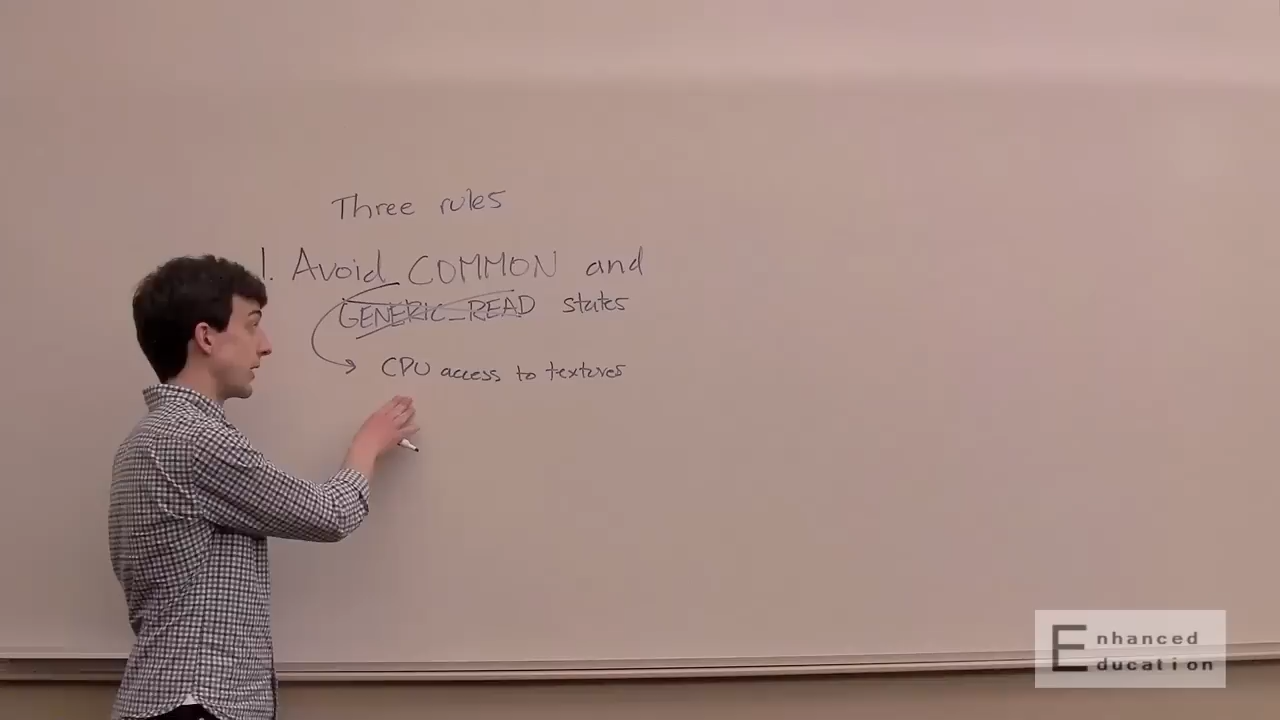 Three rules
1. Avoid COMMON and
GENERIC_READ states
CPU access to textures
Enhanced
Education